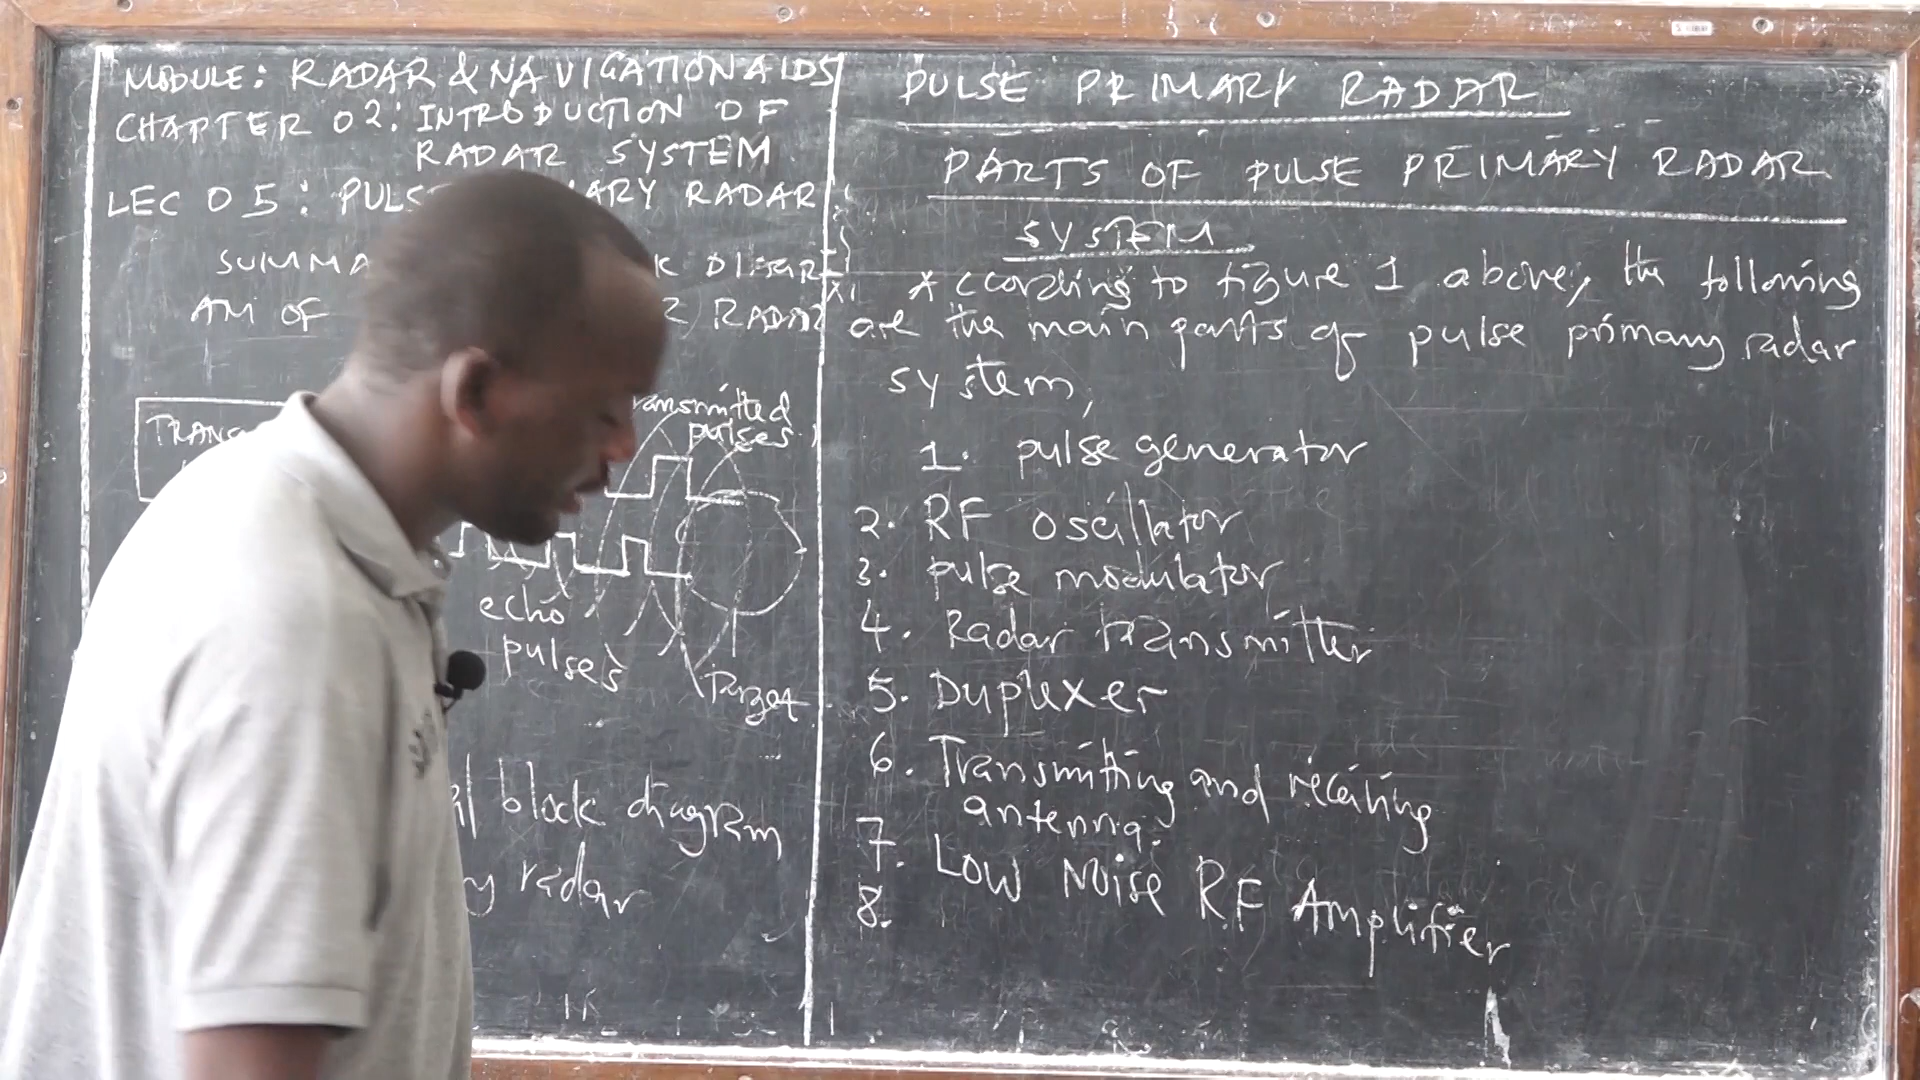 MODULE: RADAR & NAVIGATION AIDS
CHAPTER 02: INTRODUCTION OF
RADAR SYSTEM
LEC 05: PULS ARY RADAR
SUMMA K DIAGR
AM OF RADAR
TRANS
ransmitted
pulses
echo
pulses
Target
block diagram
y radar
PULSE PRIMARY RADAR
PARTS OF PULSE PRIMARY RADAR
SYSTEM
According to figure 1 above, the following
are the main parts of pulse primary radar
system,
1. pulse generator
2. RF oscillator
3. pulse modulator
4. Radar transmitter
5. Duplexer
6. Transmitting and receiving
antenna.
7. Low Noise RF Amplifier
8.